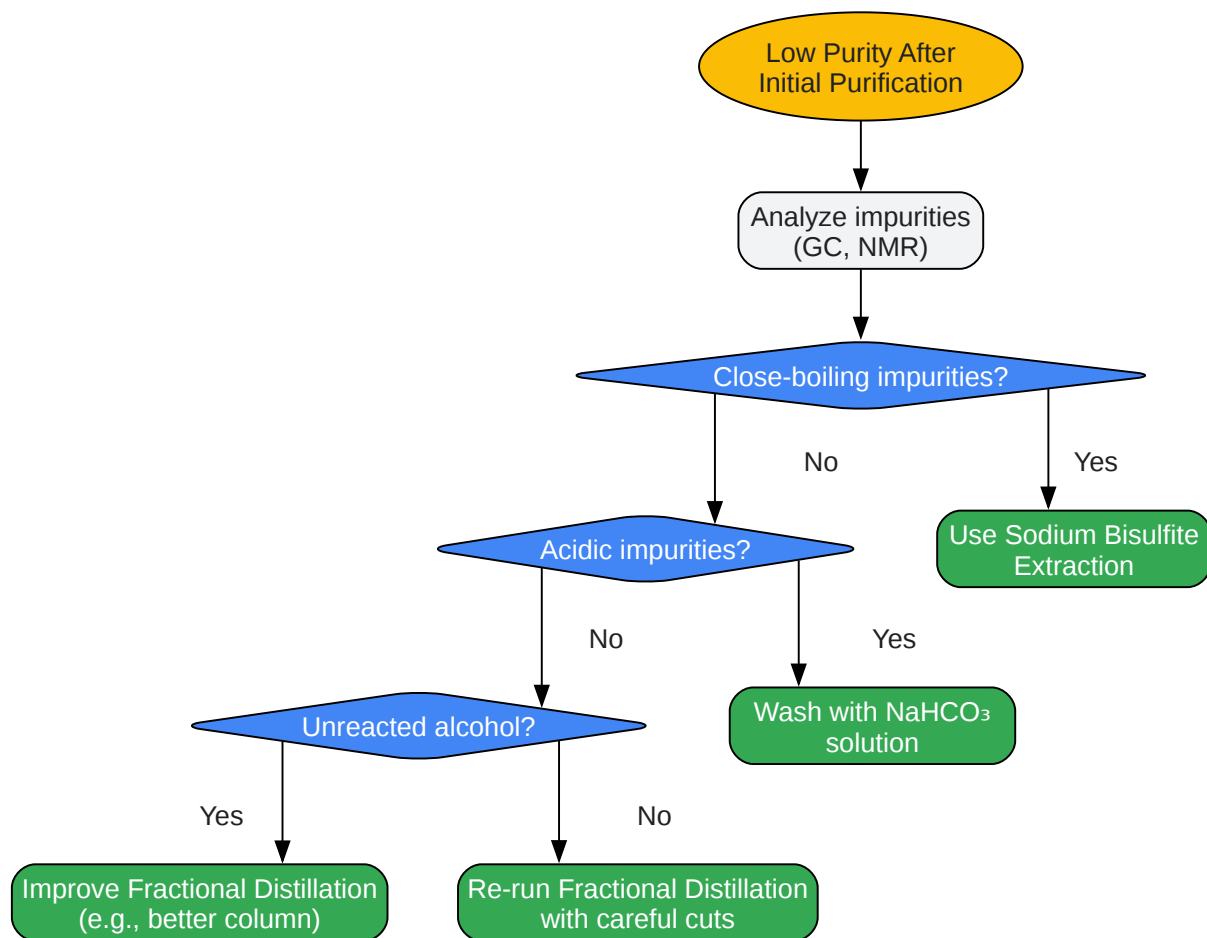 Low Purity After
Initial Purification
Analyze impurities
(GC, NMR)
Close-boiling impurities?
No
Yes
Use Sodium Bisulfite
Extraction
Acidic impurities?
No
Yes
Wash with NaHCO₃
solution
Unreacted alcohol?
Yes
No
Improve Fractional Distillation
(e.g., better column)
Re-run Fractional Distillation
with careful cuts